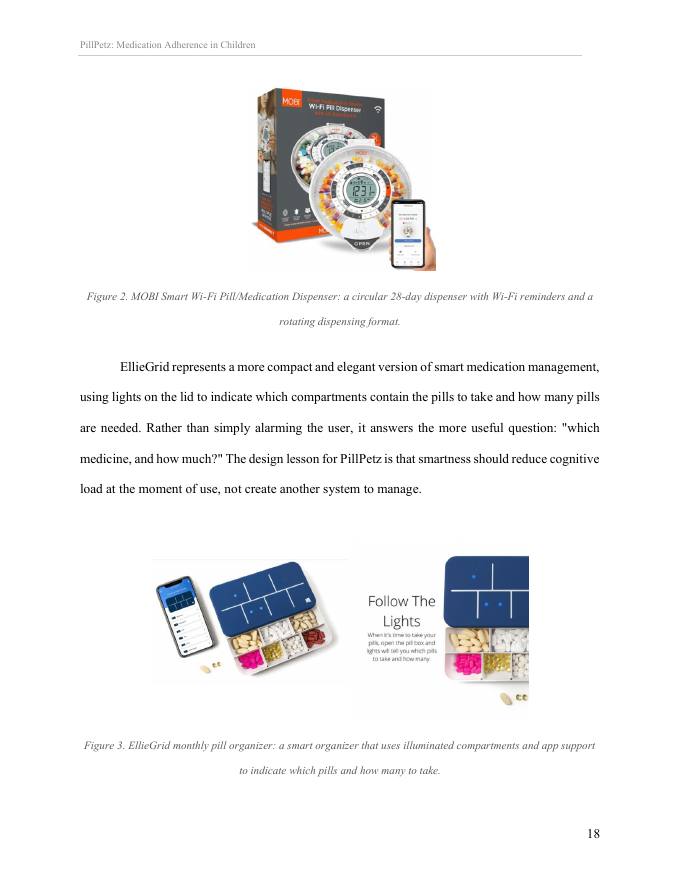 PillPetz: Medication Adherence in Children
MOBI
Wi-Fi Pill Dispenser
MOBI
OPEN
MOBI
Figure 2. MOBI Smart Wi-Fi Pill/Medication Dispenser: a circular 28-day dispenser with Wi-Fi reminders and a
rotating dispensing format.
EllieGrid represents a more compact and elegant version of smart medication management,
using lights on the lid to indicate which compartments contain the pills to take and how many pills
are needed. Rather than simply alarming the user, it answers the more useful question: "which
medicine, and how much?" The design lesson for PillPetz is that smartness should reduce cognitive
load at the moment of use, not create another system to manage.
Follow The
Lights
When it's time to take your
pills, open the pill box and
lights will tell you which pills
to take and how many
Figure 3. EllieGrid monthly pill organizer: a smart organizer that uses illuminated compartments and app support
to indicate which pills and how many to take.
18